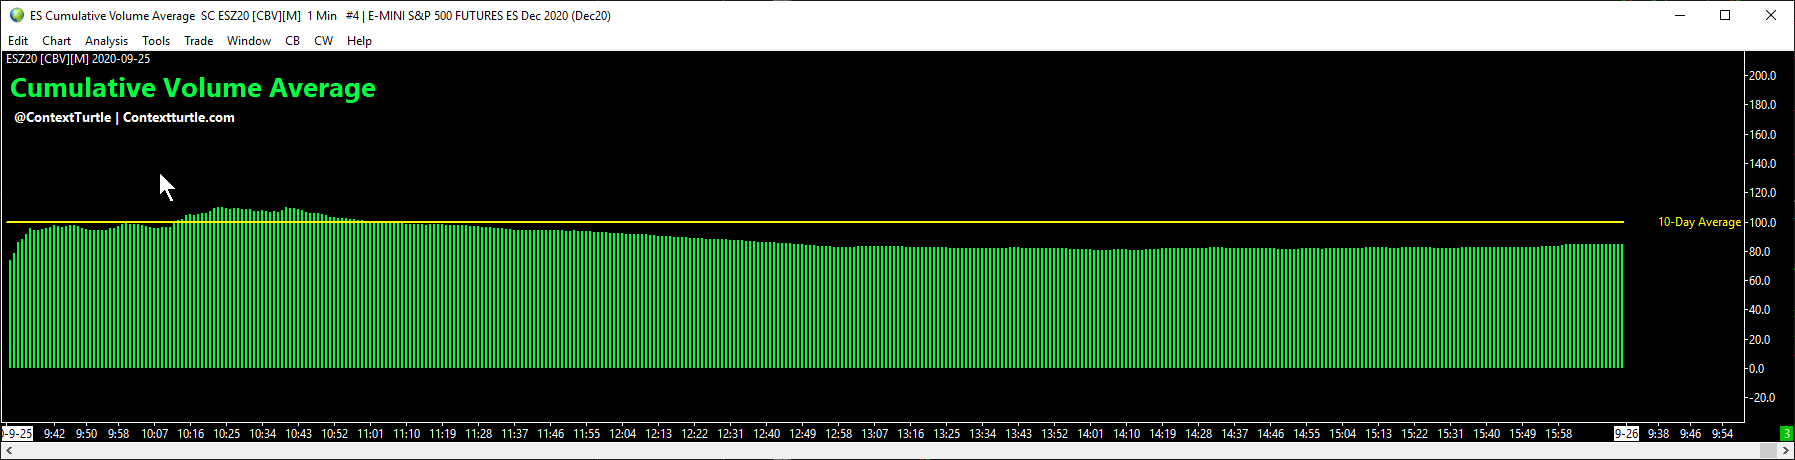 ES Cumulative Volume Average SC ESZ20 [CBV][M] 1 Min #4 | E-MINI S&P 500 FUTURES ES Dec 2020 (Dec20)
Edit Chart Analysis Tools Trade Window CB CW Help
ESZ20 [CBV][M] 2020-09-25
Cumulative Volume Average
@ContextTurtle | Contextturtle.com
200.0
180.0
160.0
140.0
120.0
10-Day Average 100.0
80.0
60.0
40.0
20.0
0.0
-20.0
0-9-25 9:42 9:50 9:58 10:07 10:16 10:25 10:34 10:43 10:52 11:01 11:10 11:19 11:28 11:37 11:46 11:55 12:04 12:13 12:22 12:31 12:40 12:49 12:58 13:07 13:16 13:25 13:34 13:43 13:52 14:01 14:10 14:19 14:28 14:37 14:46 14:55 15:04 15:13 15:22 15:31 15:40 15:49 15:58 9-26 9:38 9:46 9:54 3